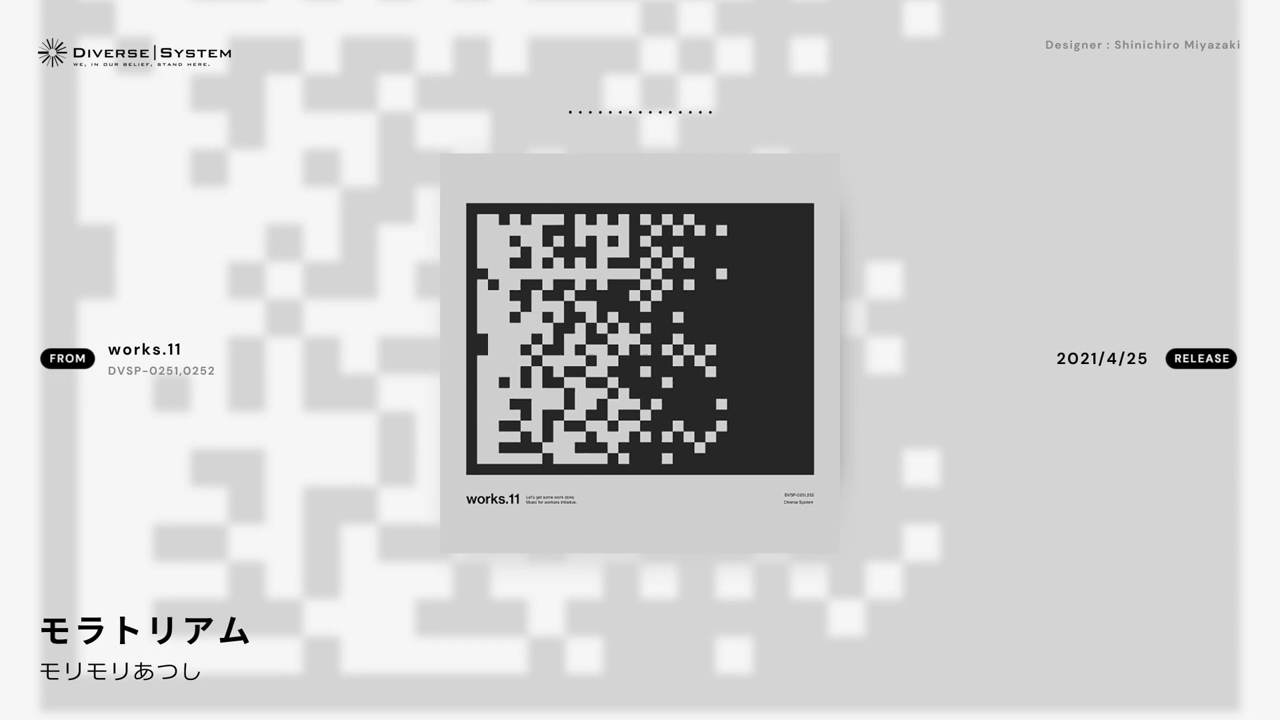 DIVERSE|SYSTEM
WE, IN OUR BELIEF, STAND HERE.
Designer : Shinichiro Miyazaki
FROM
works.11
DVSP-0251,0252
2021/4/25
RELEASE
works.11
Let's get some work done.
Music for workers initiative.
DVSP-0251,252
Diverse System
モラトリアム
モリモリあつし